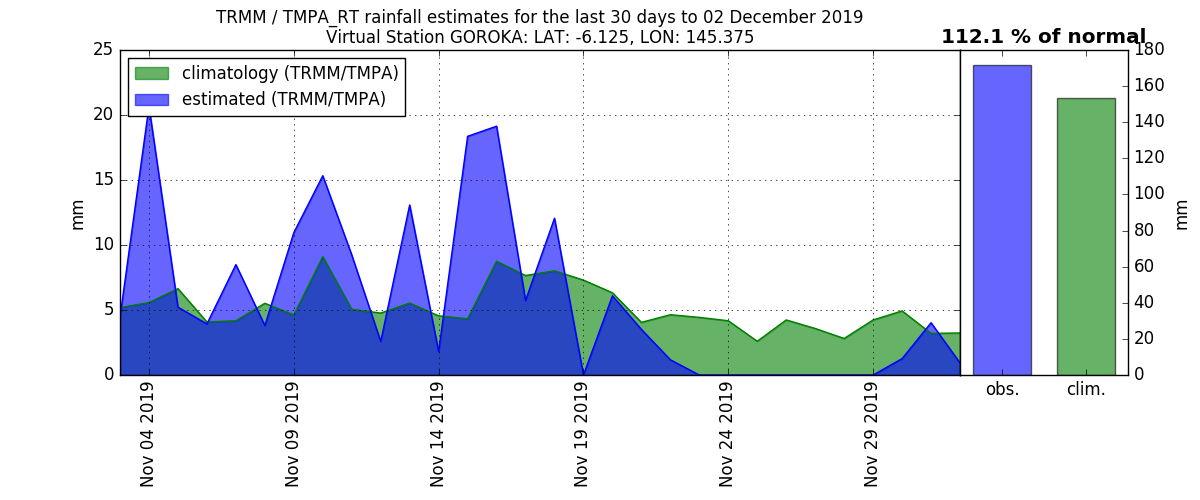 TRMM / TMPA_RT rainfall estimates for the last 30 days to 02 December 2019
Virtual Station GOROKA: LAT: -6.125, LON: 145.375
112.1 % of normal
climatology (TRMM/TMPA)
estimated (TRMM/TMPA)
25
20
15
10
5
0
mm
Nov 04 2019
Nov 09 2019
Nov 14 2019
Nov 19 2019
Nov 24 2019
Nov 29 2019
180
160
140
120
100
80
60
40
20
0
mm
obs.
clim.